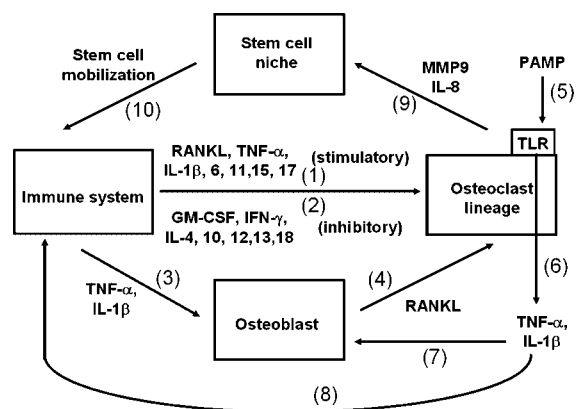 Stem cell
mobilization
(10)
Stem cell
niche
MMP9
IL-8
(9)
PAMP
(5)
TLR
Immune system
RANKL, TNF-α,
IL-1β, 6, 11,15, 17
(stimulatory)
(1)
(2)
GM-CSF, IFN-γ,
IL-4, 10, 12,13,18
(inhibitory)
Osteoclast
lineage
(3)
TNF-α,
IL-1β
Osteoblast
(4)
RANKL
(6)
TNF-α,
IL-1β
(7)
(8)